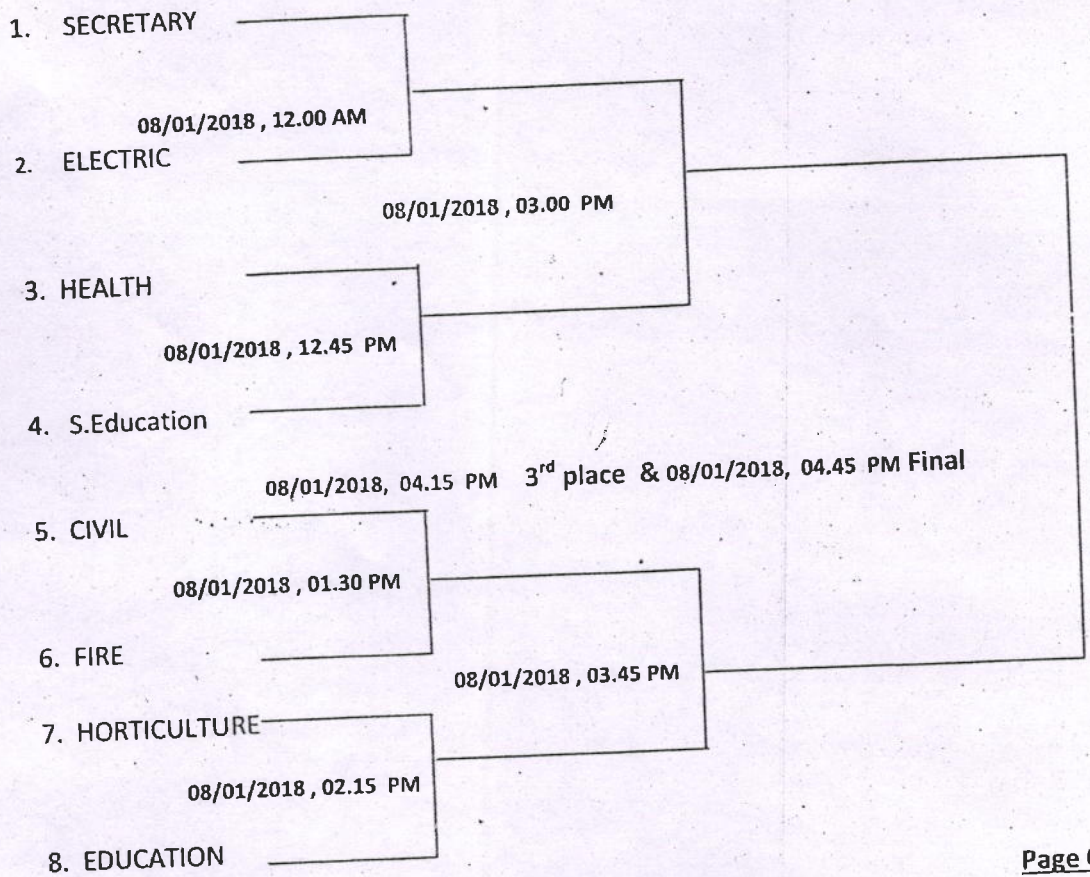 1. SECRETARY
08/01/2018 , 12.00 AM
2. ELECTRIC
08/01/2018 , 03.00 PM
3. HEALTH
08/01/2018 , 12.45 PM
4. S.Education
08/01/2018, 04.15 PM 3rd place & 08/01/2018, 04.45 PM Final
5. CIVIL
08/01/2018 , 01.30 PM
6. FIRE
08/01/2018 , 03.45 PM
7. HORTICULTURE
08/01/2018 , 02.15 PM
8. EDUCATION
Page